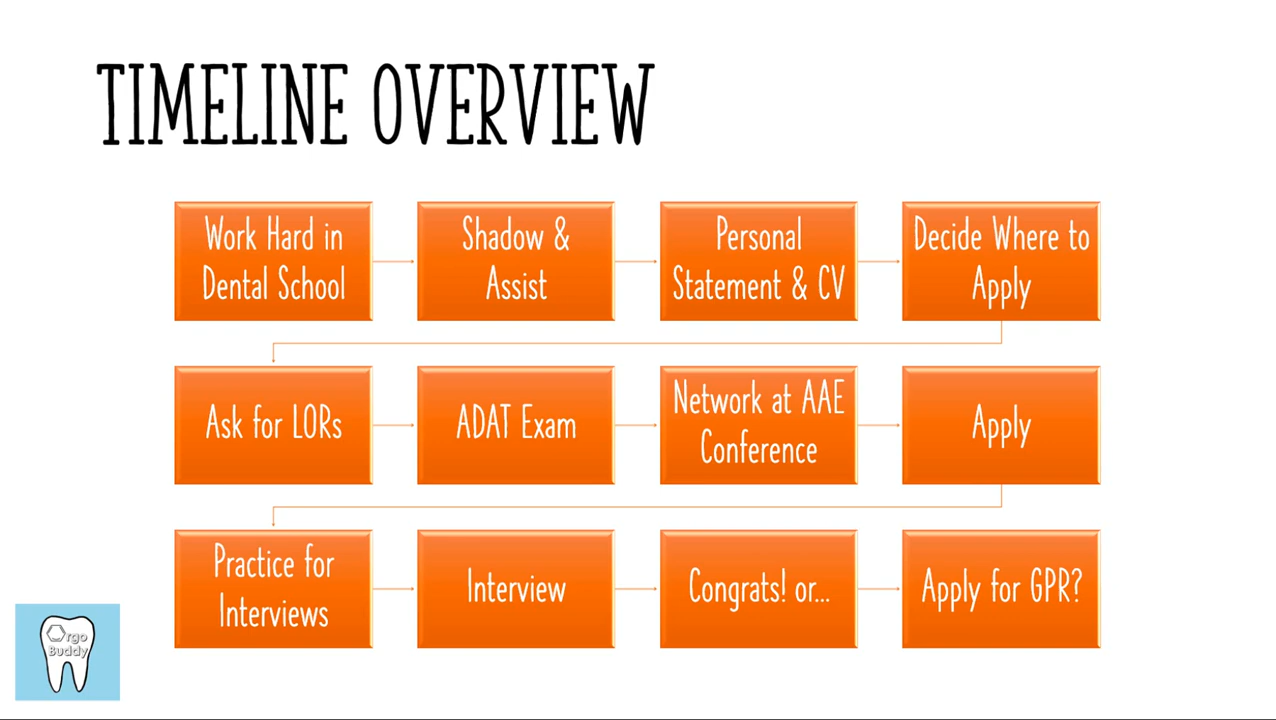 TIMELINE OVERVIEW
Work Hard in
Dental School
Shadow &
Assist
Personal
Statement & CV
Decide Where to
Apply
Ask for LORs
ADAT Exam
Network at AAE
Conference
Apply
Practice for
Interviews
Interview
Congrats! or...
Apply for GPR?
Orgo
Buddy